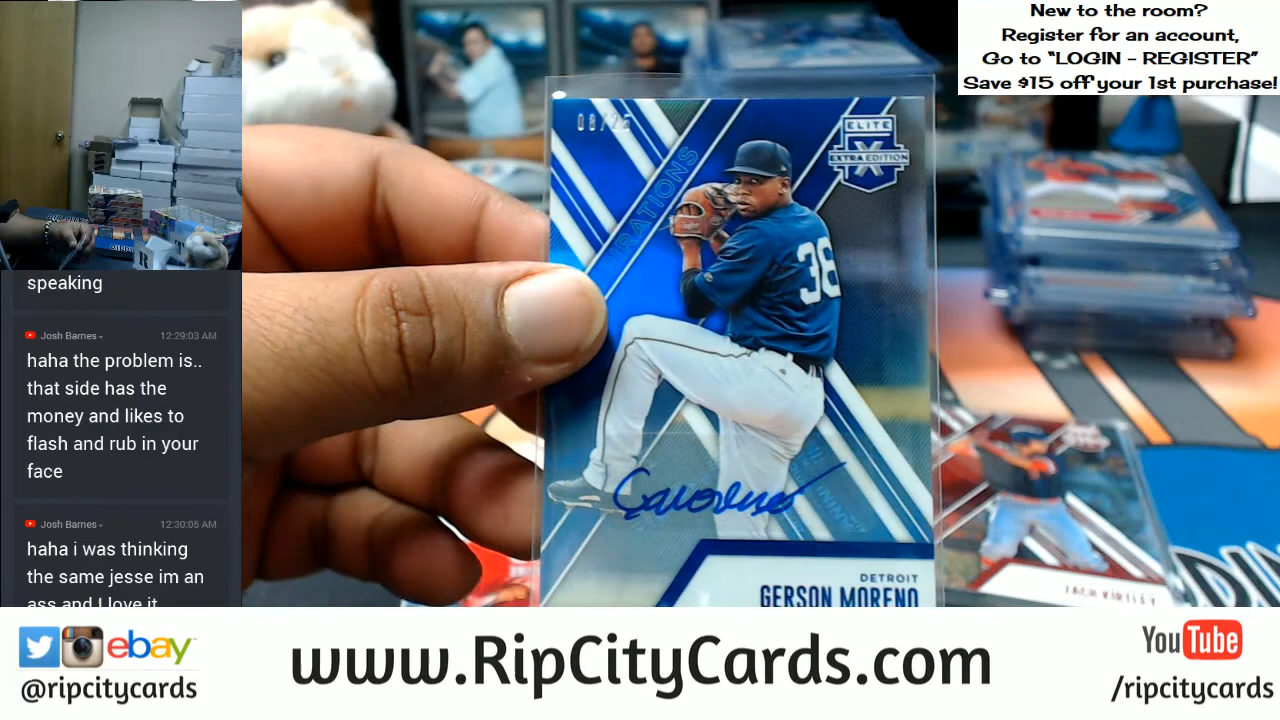 New to the room?
Register for an account,
Go to "LOGIN - REGISTER"
Save $15 off your 1st purchase!
speaking
Josh Barnes
12:29:03 AM
haha the problem is..
that side has the
money and likes to
flash and rub in your
face
Josh Barnes
12:30:05 AM
haha i was thinking
the same jesse im an
ass and I love it
ELITE
EXTRA EDITION
38
DETROIT
GERSON MORENO
ZACH KIRTLEY
ebay
@ripcitycards
www.RipCityCards.com
YouTube
/ripcitycards